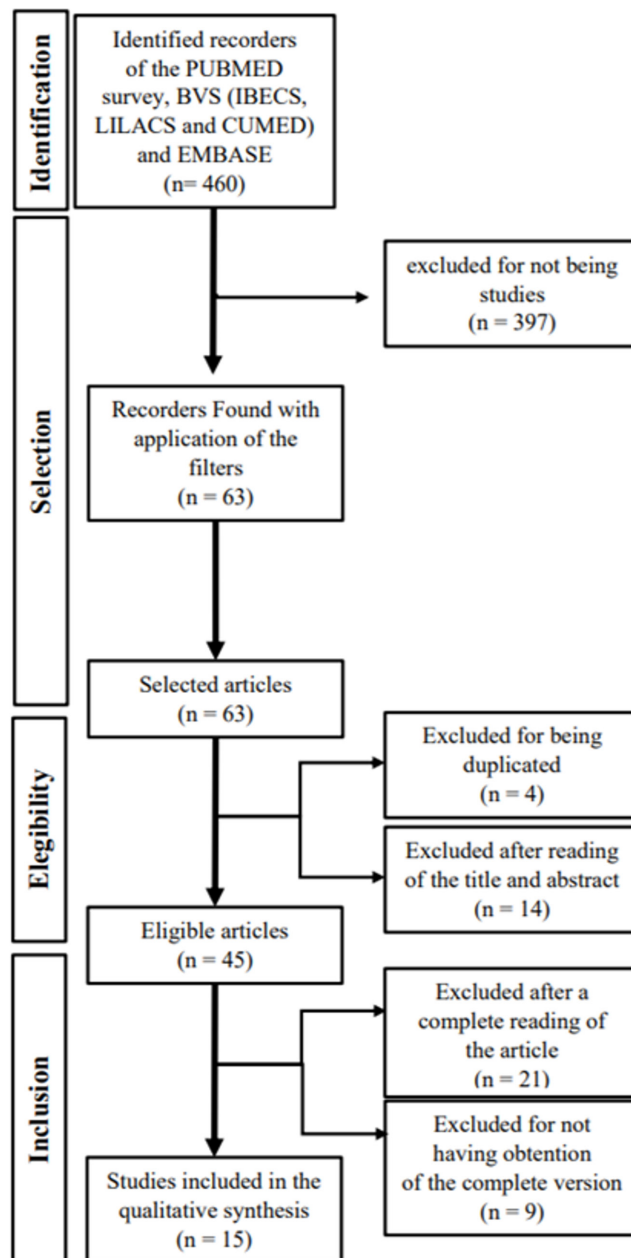 Identification
Identified recorders
of the PUBMED
survey, BVS (IBECS,
LILACS and CUMED)
and EMBASE
(n= 460)
Selection
excluded for not being
studies
(n = 397)
Recorders Found with
application of the
filters
(n = 63)
Selected articles
(n = 63)
Elegibility
Excluded for being
duplicated
(n = 4)
Excluded after reading
of the title and abstract
(n = 14)
Eligible articles
(n = 45)
Inclusion
Excluded after a
complete reading of
the article
(n = 21)
Excluded for not
having obtention
of the complete version
(n = 9)
Studies included in the
qualitative synthesis
(n = 15)